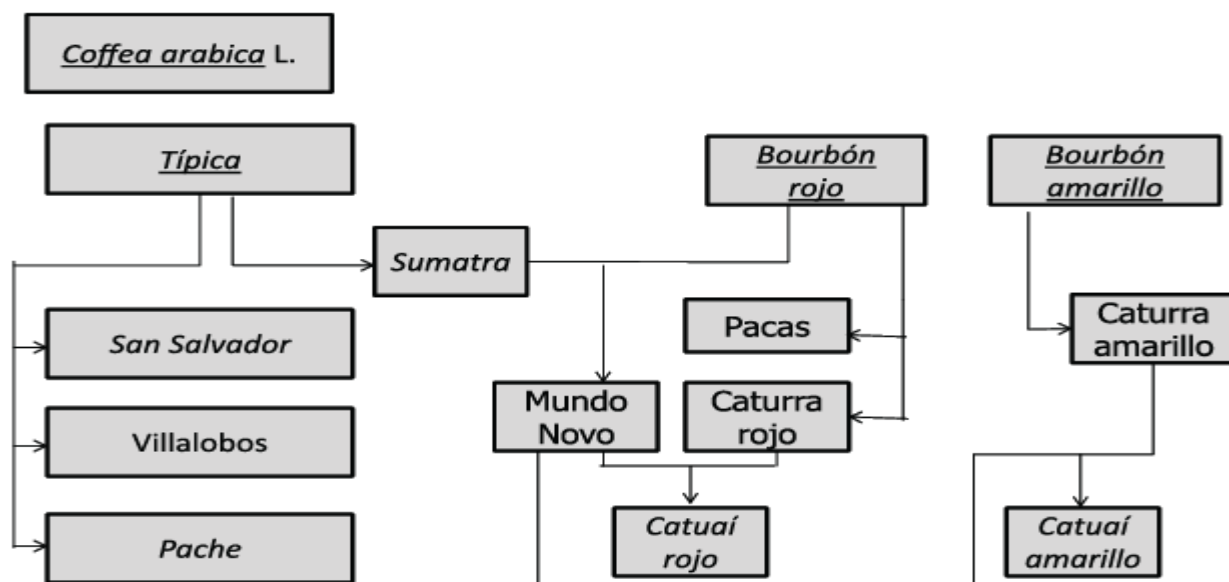 Coffea arabica L.
Típica
Bourbón
rojo
Bourbón
amarillo
Sumatra
San Salvador
Pacas
Caturra
amarillo
Villalobos
Mundo
Novo
Caturra
rojo
Pache
Catuaí
rojo
Catuaí
amarillo